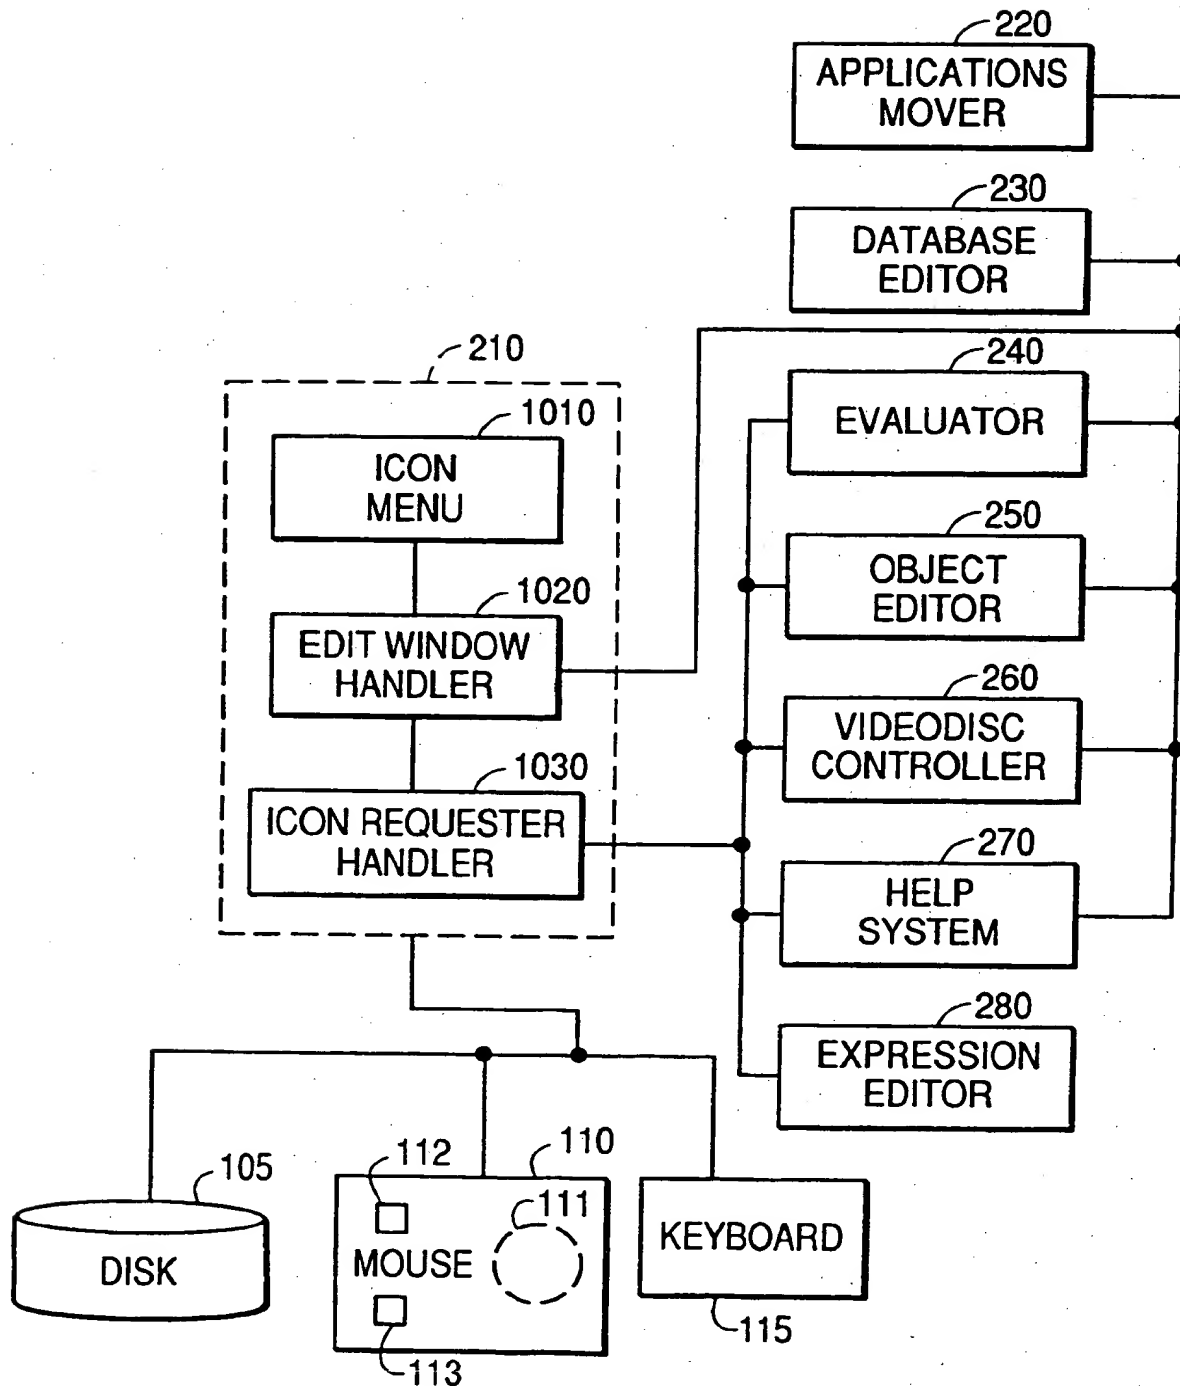 220
APPLICATIONS
MOVER
230
DATABASE
EDITOR
210
240
EVALUATOR
1010
ICON
MENU
250
OBJECT
EDITOR
1020
EDIT WINDOW
HANDLER
260
VIDEODISC
CONTROLLER
1030
ICON REQUESTER
HANDLER
270
HELP
SYSTEM
280
EXPRESSION
EDITOR
105
DISK
112
110
111
MOUSE
113
KEYBOARD
115